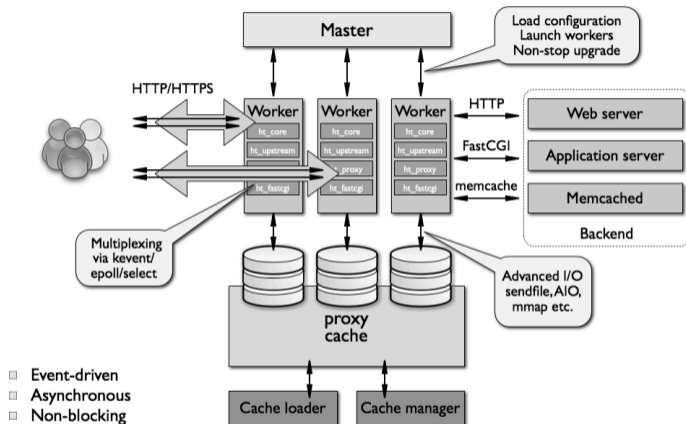 Master
Load configuration
Launch workers
Non-stop upgrade
HTTP/HTTPS
Worker
ht_core
ht_upstream
ht_fastcgi
Worker
ht_core
ht_upstream
_proxy
ht_fastcgi
Worker
ht_core
ht_upstream
ht_proxy
ht_fastcgi
HTTP
FastCGI
memcache
Web server
Application server
Memcached
Backend
Multiplexing
via kevent/
epoll/select
Advanced I/O
sendfile, AIO,
mmap etc.
proxy
cache
Event-driven
Asynchronous
Non-blocking
Cache loader
Cache manager